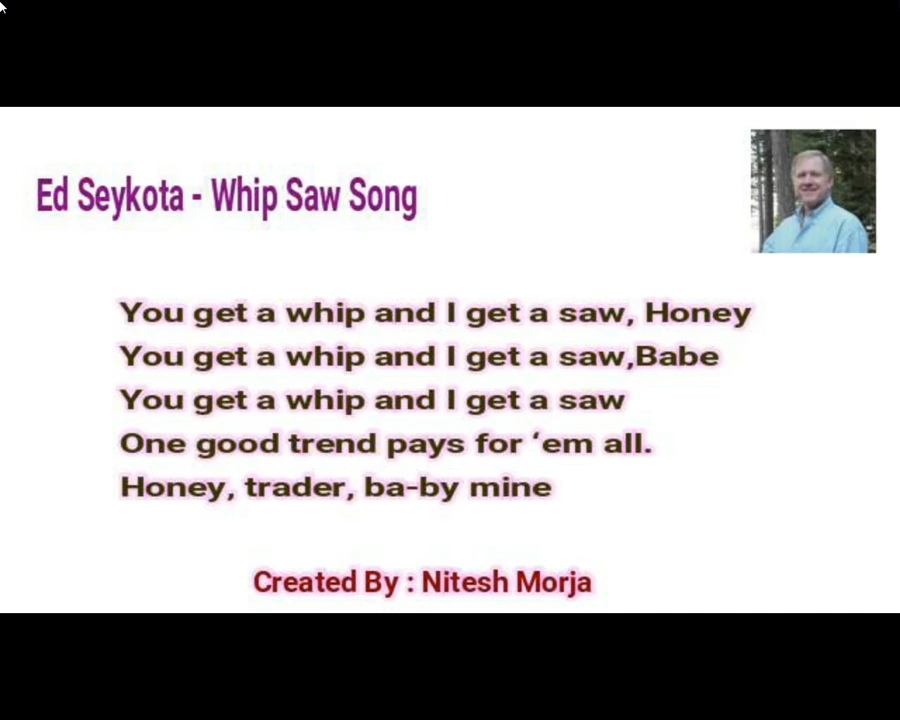 Ed Seykota - Whip Saw Song
You get a whip and I get a saw, Honey
You get a whip and I get a saw,Babe
You get a whip and I get a saw
One good trend pays for ‘em all.
Honey, trader, ba-by mine
Created By : Nitesh Morja